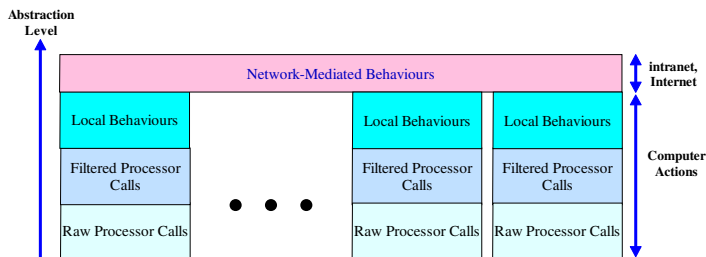 Abstraction
Level
Network-Mediated Behaviours
intranet,
Internet
Local Behaviours
Local Behaviours
Local Behaviours
Filtered Processor
Calls
Filtered Processor
Calls
Filtered Processor
Calls
Computer
Actions
Raw Processor Calls
Raw Processor Calls
Raw Processor Calls